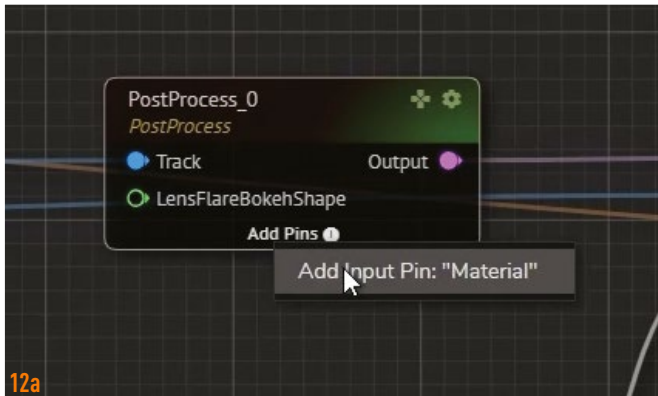 PostProcess_0
PostProcess
Track
Output
LensFlareBokehShape
Add Pins
Add Input Pin: "Material"
12a